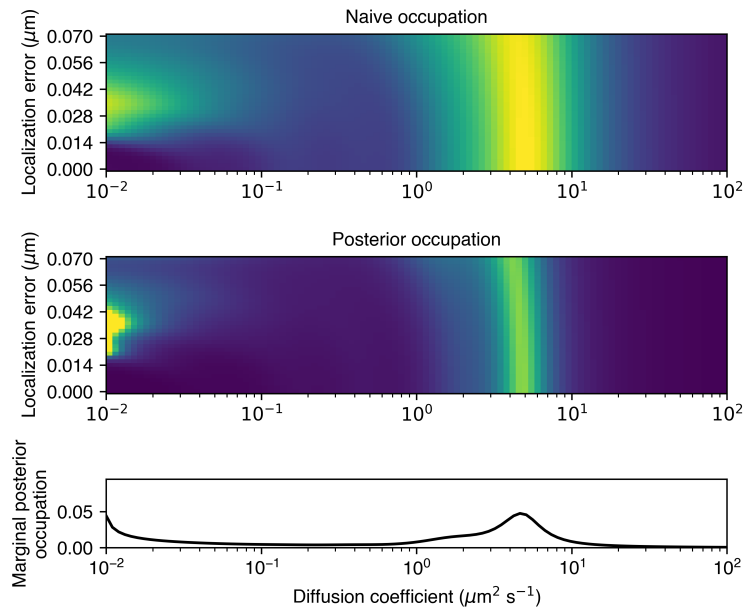 Naive occupation
Localization error (μm)
0.070
0.056
0.042
0.028
0.014
0.000
10⁻² 10⁻¹ 10⁰ 10¹ 10²
Posterior occupation
Localization error (μm)
0.070
0.056
0.042
0.028
0.014
0.000
10⁻² 10⁻¹ 10⁰ 10¹ 10²
Marginal posterior
occupation
0.05
0.00
10⁻² 10⁻¹ 10⁰ 10¹ 10²
Diffusion coefficient (μm² s⁻¹)